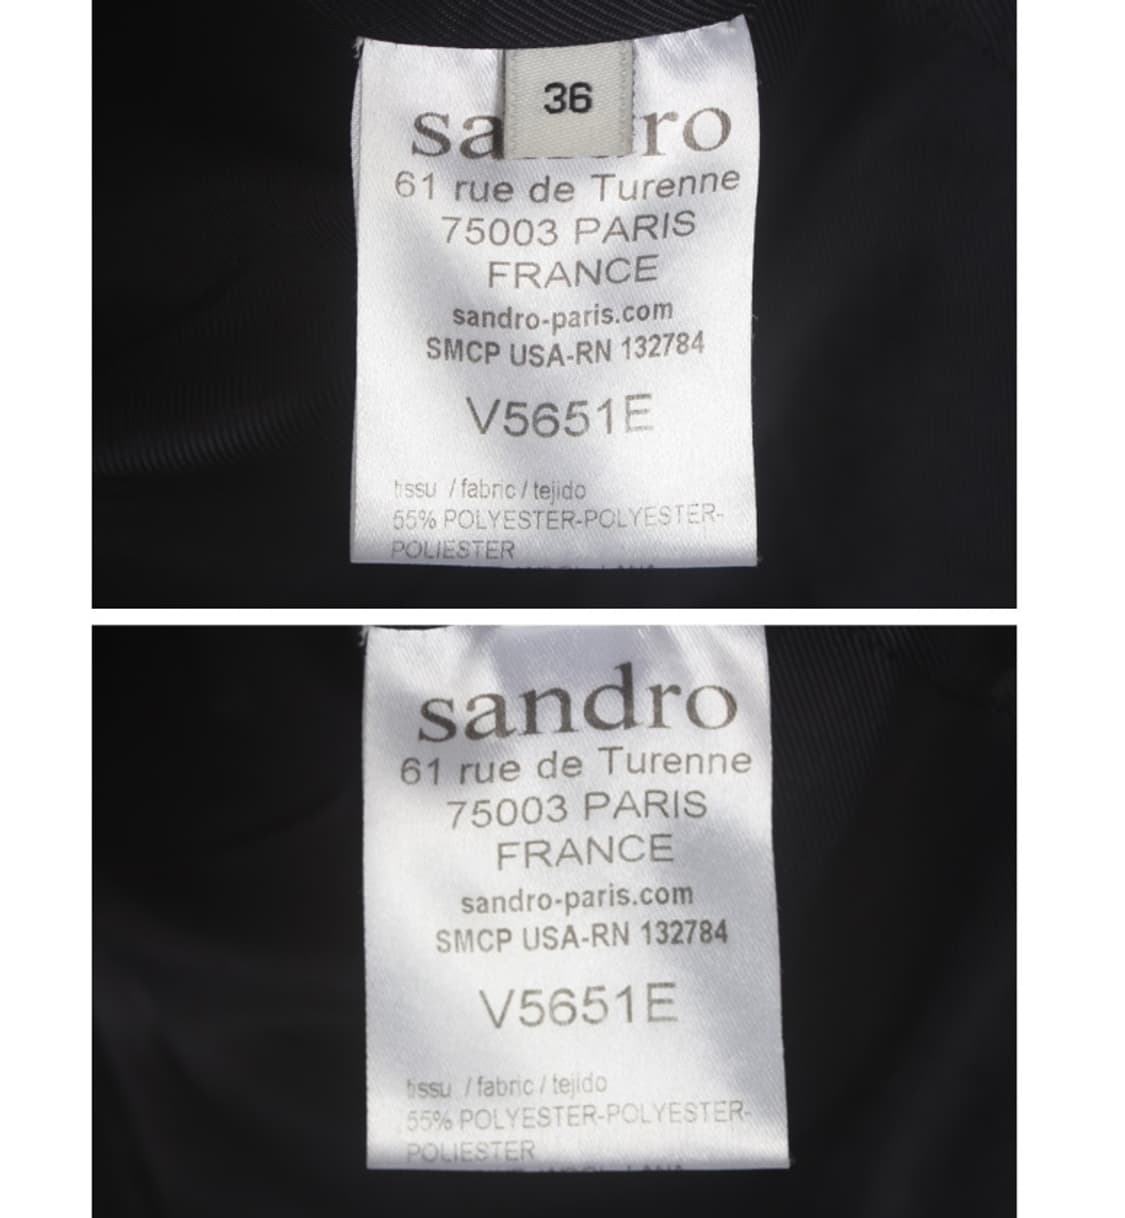 36
sandro
61 rue de Turenne
75003 PARIS
FRANCE
sandro-paris.com
SMCP USA-RN 132784
V5651E
tissu / fabric / tejido
55% POLYESTER-POLYESTER-
POLIESTER
sandro
61 rue de Turenne
75003 PARIS
FRANCE
sandro-paris.com
SMCP USA-RN 132784
V5651E
tissu / fabric / tejido
55% POLYESTER-POLYESTER-
POLIESTER